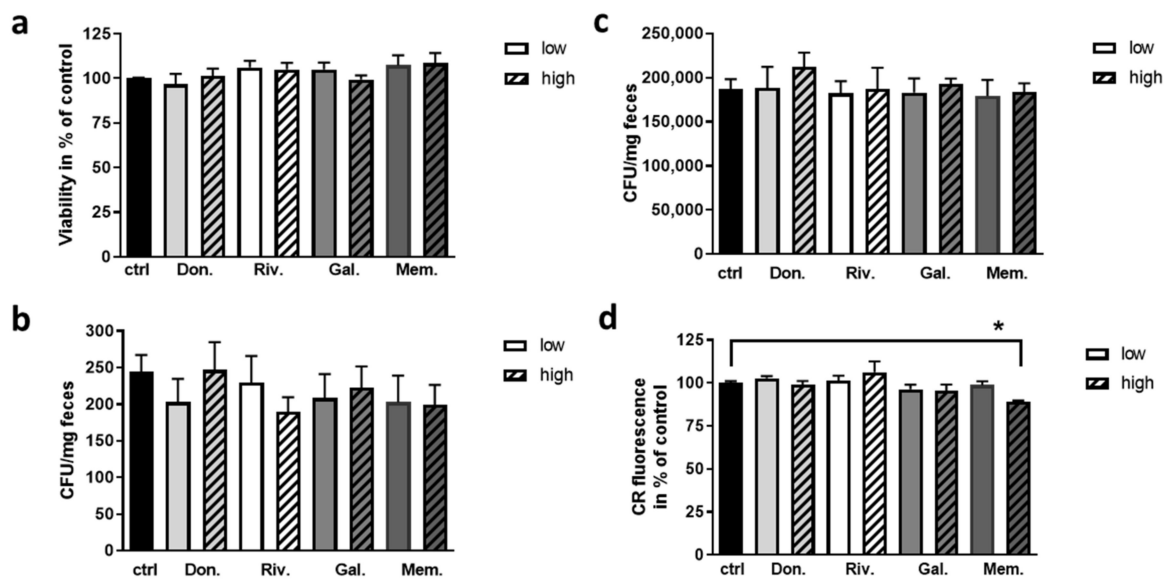 a
Viability in % of control
125
100
75
50
25
0
ctrl Don. Riv. Gal. Mem.
low
high
b
CFU/mg feces
300
250
200
150
100
50
0
ctrl Don. Riv. Gal. Mem.
low
high
c
CFU/mg feces
250,000
200,000
150,000
100,000
50,000
0
ctrl Don. Riv. Gal. Mem.
low
high
d
CR fluorescence
in % of control
125
100
75
50
25
0
*
ctrl Don. Riv. Gal. Mem.
low
high